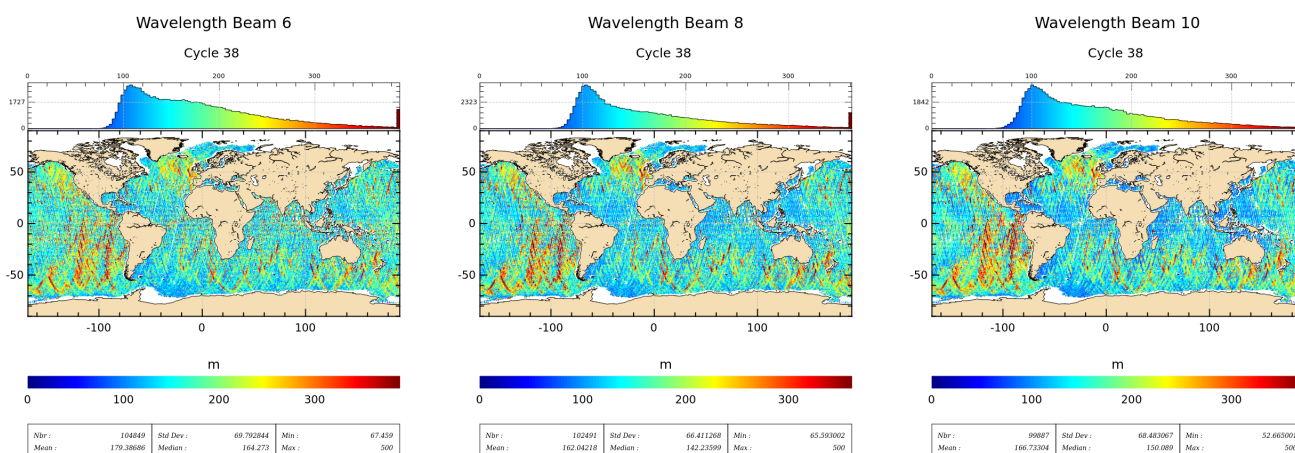 Wavelength Beam 6
Cycle 38
0 100 200 300
1727
0
50
0
-50
-100 0 100
m
0 100 200 300
Nbr : 104849 Std Dev : 69.792844 Min : 67.459
Mean : 179.38686 Median : 164.273 Max : 500
Wavelength Beam 8
Cycle 38
0 100 200 300
2323
0
50
0
-50
-100 0 100
m
0 100 200 300
Nbr : 102491 Std Dev : 66.411268 Min : 65.593002
Mean : 162.04218 Median : 142.23599 Max : 500
Wavelength Beam 10
Cycle 38
0 100 200 300
1842
0
50
0
-50
-100 0 100
m
0 100 200 300
Nbr : 99887 Std Dev : 68.483067 Min : 52.665001
Mean : 166.73304 Median : 150.089 Max : 500